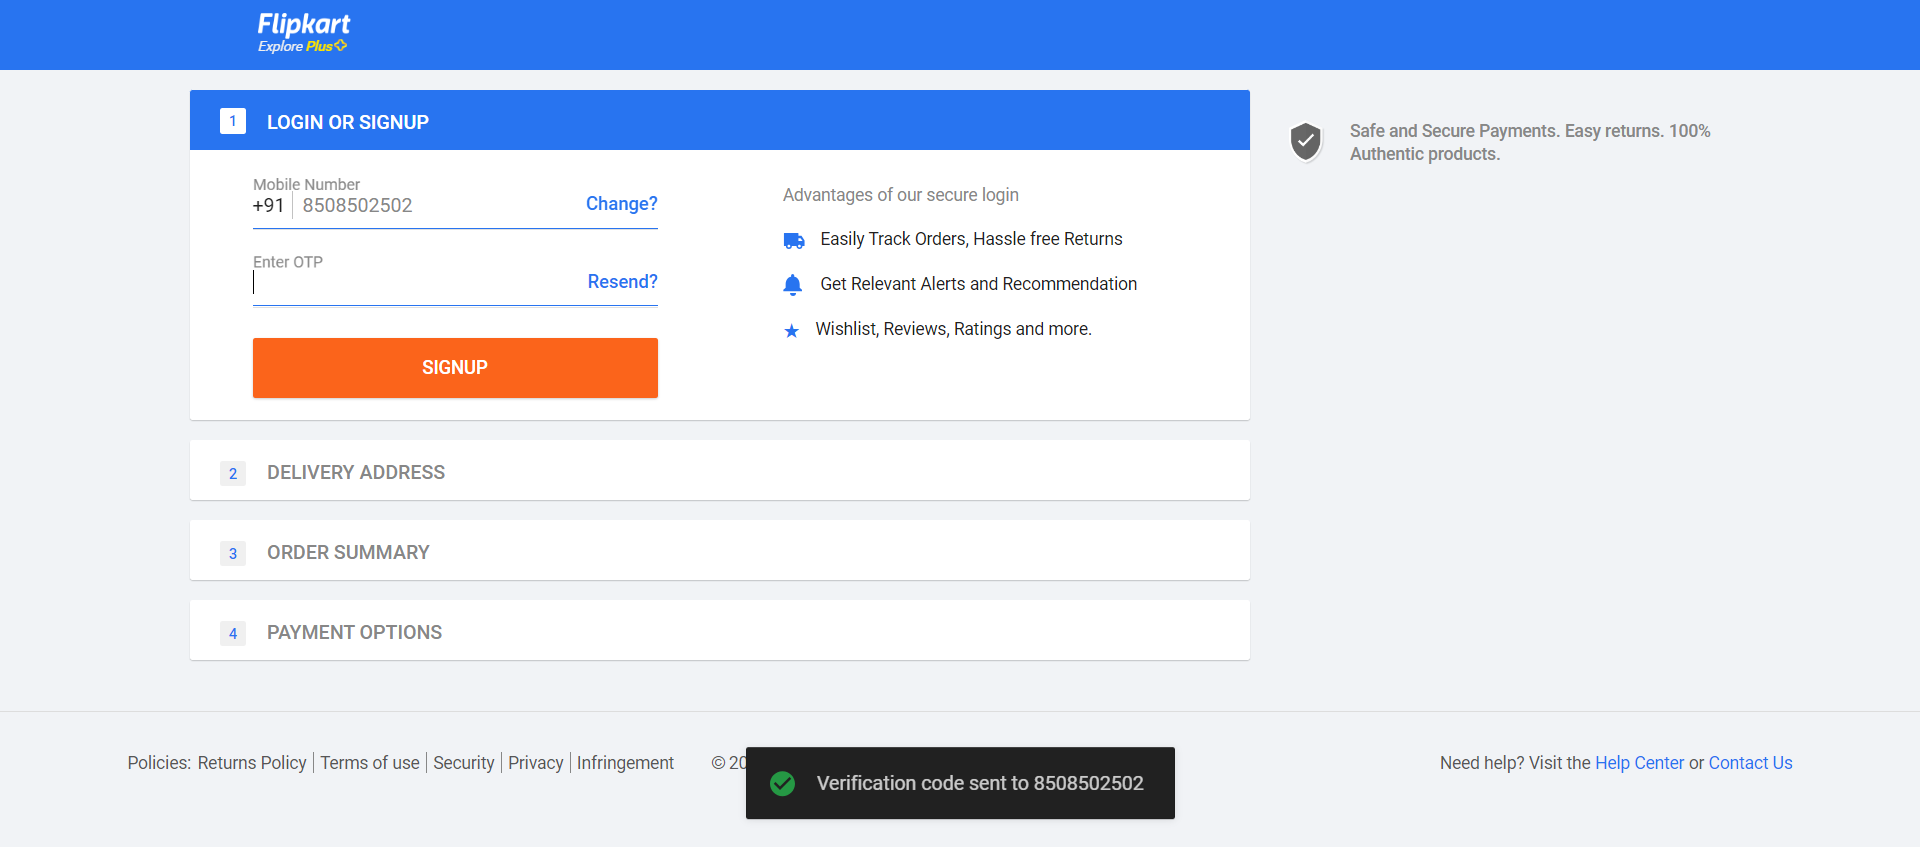 Flipkart
Explore Plus
1 LOGIN OR SIGNUP
Mobile Number
+91 8508502502 Change?
Enter OTP
Resend?
SIGNUP
Advantages of our secure login
Easily Track Orders, Hassle free Returns
Get Relevant Alerts and Recommendation
Wishlist, Reviews, Ratings and more.
Safe and Secure Payments. Easy returns. 100%
Authentic products.
2 DELIVERY ADDRESS
3 ORDER SUMMARY
4 PAYMENT OPTIONS
Policies: Returns Policy Terms of use Security Privacy Infringement © 20
Verification code sent to 8508502502
Need help? Visit the Help Center or Contact Us